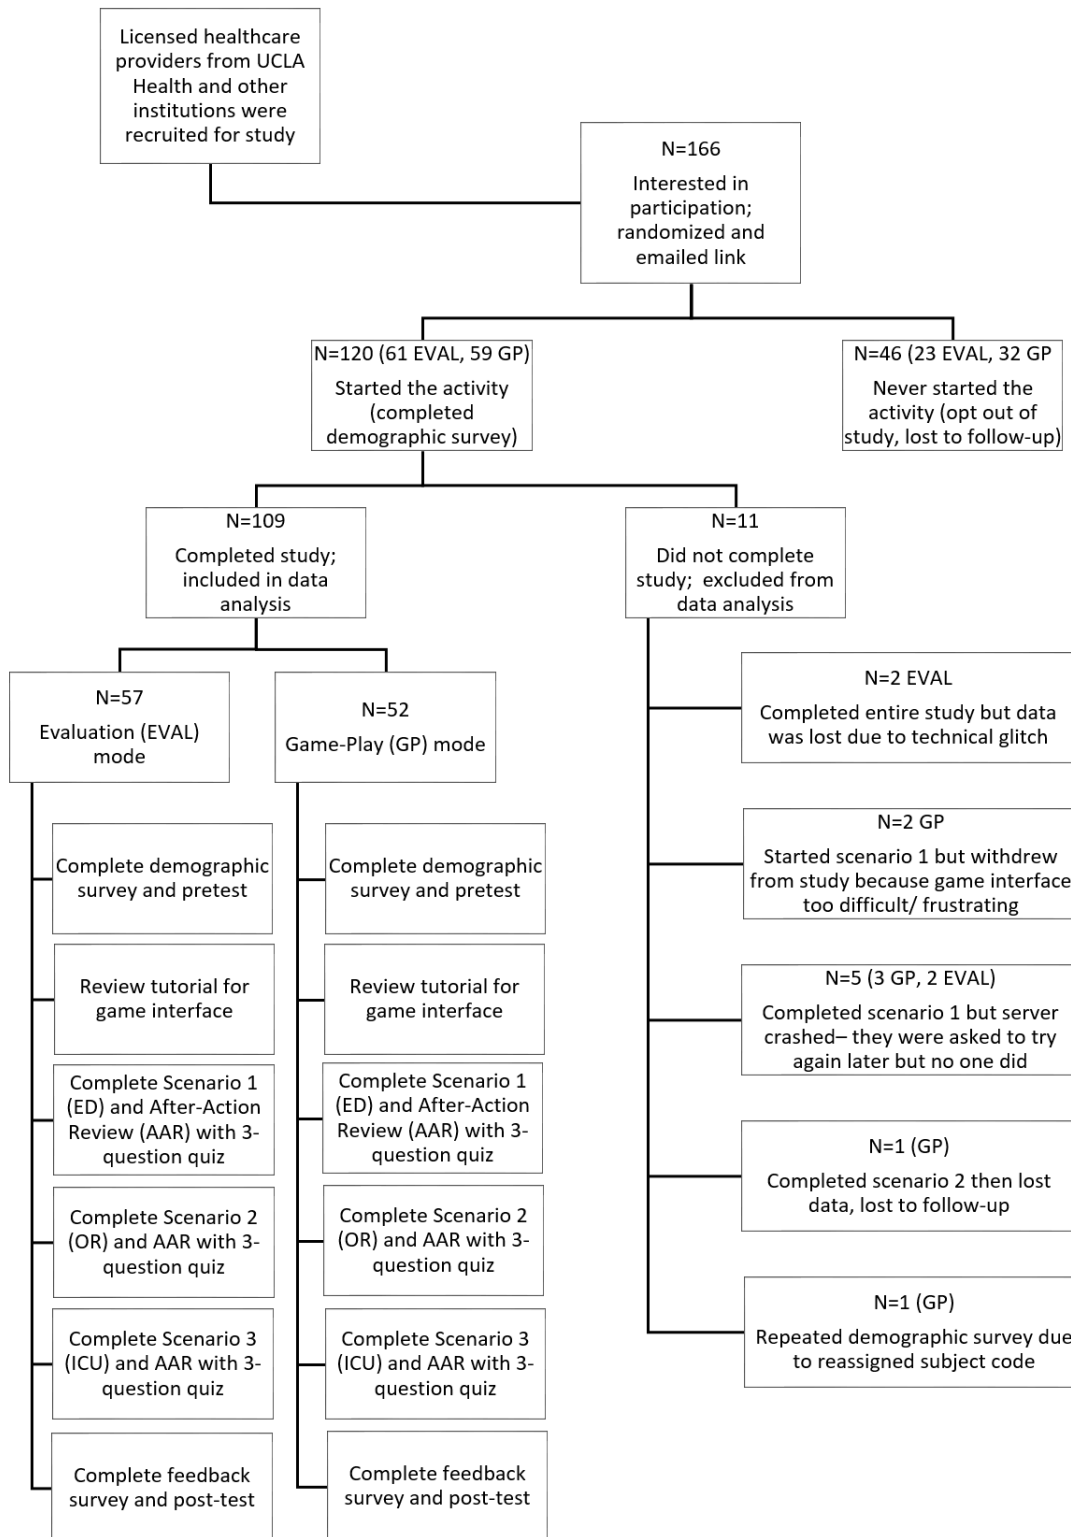 Licensed healthcare
providers from UCLA
Health and other
institutions were
recruited for study
N=166
Interested in
participation;
randomized and
emailed link
N=120 (61 EVAL, 59 GP)
Started the activity
(completed
demographic survey)
N=46 (23 EVAL, 32 GP
Never started the
activity (opt out of
study, lost to follow-up)
N=109
Completed study;
included in data
analysis
N=11
Did not complete
study;  excluded from
data analysis
N=57
Evaluation (EVAL)
mode
N=52
Game-Play (GP) mode
Complete demographic
survey and pretest
Review tutorial for
game interface
Complete Scenario 1
(ED) and After-Action
Review (AAR) with 3-
question quiz
Complete Scenario 2
(OR) and AAR with 3-
question quiz
Complete Scenario 3
(ICU) and AAR with 3-
question quiz
Complete feedback
survey and post-test
Complete demographic
survey and pretest
Review tutorial for
game interface
Complete Scenario 1
(ED) and After-Action
Review (AAR) with 3-
question quiz
Complete Scenario 2
(OR) and AAR with 3-
question quiz
Complete Scenario 3
(ICU) and AAR with 3-
question quiz
Complete feedback
survey and post-test
N=2 EVAL
Completed entire study but data
was lost due to technical glitch
N=2 GP
Started scenario 1 but withdrew
from study because game interface
too difficult/ frustrating
N=5 (3 GP, 2 EVAL)
Completed scenario 1 but server
crashed– they were asked to try
again later but no one did
N=1 (GP)
Completed scenario 2 then lost
data, lost to follow-up
N=1 (GP)
Repeated demographic survey due
to reassigned subject code